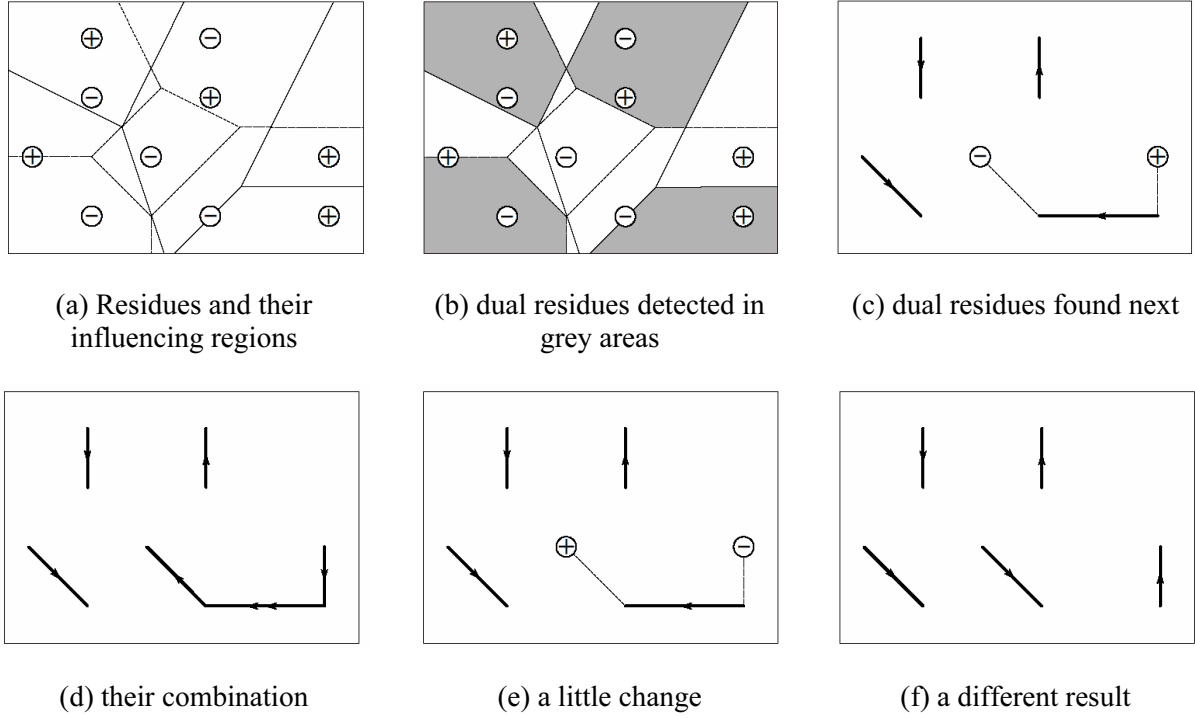 (a) Residues and their
influencing regions
(b) dual residues detected in
grey areas
(c) dual residues found next
(d) their combination
(e) a little change
(f) a different result